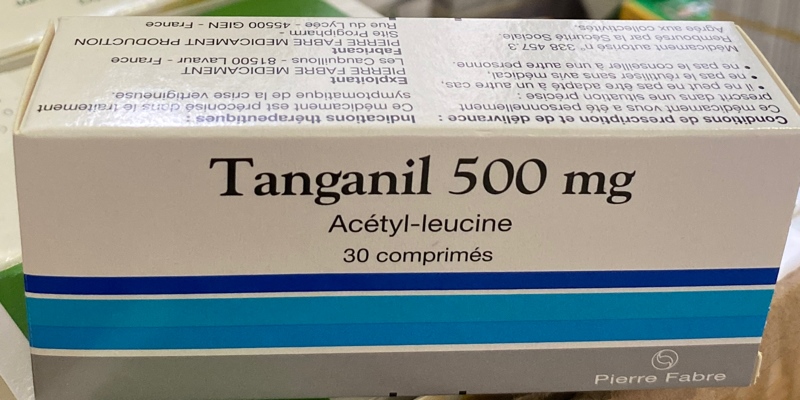 Tanganil 500 mg
Acétyl-leucine
30 comprimés
Pierre Fabre
Conditions de prescription et de délivrance :
Ce médicament vous a été personnellement
prescrit dans une situation précise :
• il ne peut ne pas être adapté à un autre cas,
• ne pas le réutiliser sans avis médical,
• ne pas le conseiller à une autre personne.
Médicament autorisé n° 338 457.3
Remboursé par la Sécurité Sociale.
Agréé aux collectivités.
Indications thérapeutiques :
Ce médicament est préconisé dans le traitement
symptomatique de la crise vertigineuse.
Exploitant
PIERRE FABRE MEDICAMENT
Les Cauquillous - 81500 Lavaur - France
Fabricant
PIERRE FABRE MEDICAMENT PRODUCTION
Site Progipharm -
Rue du Lycée - 45500 GIEN - France